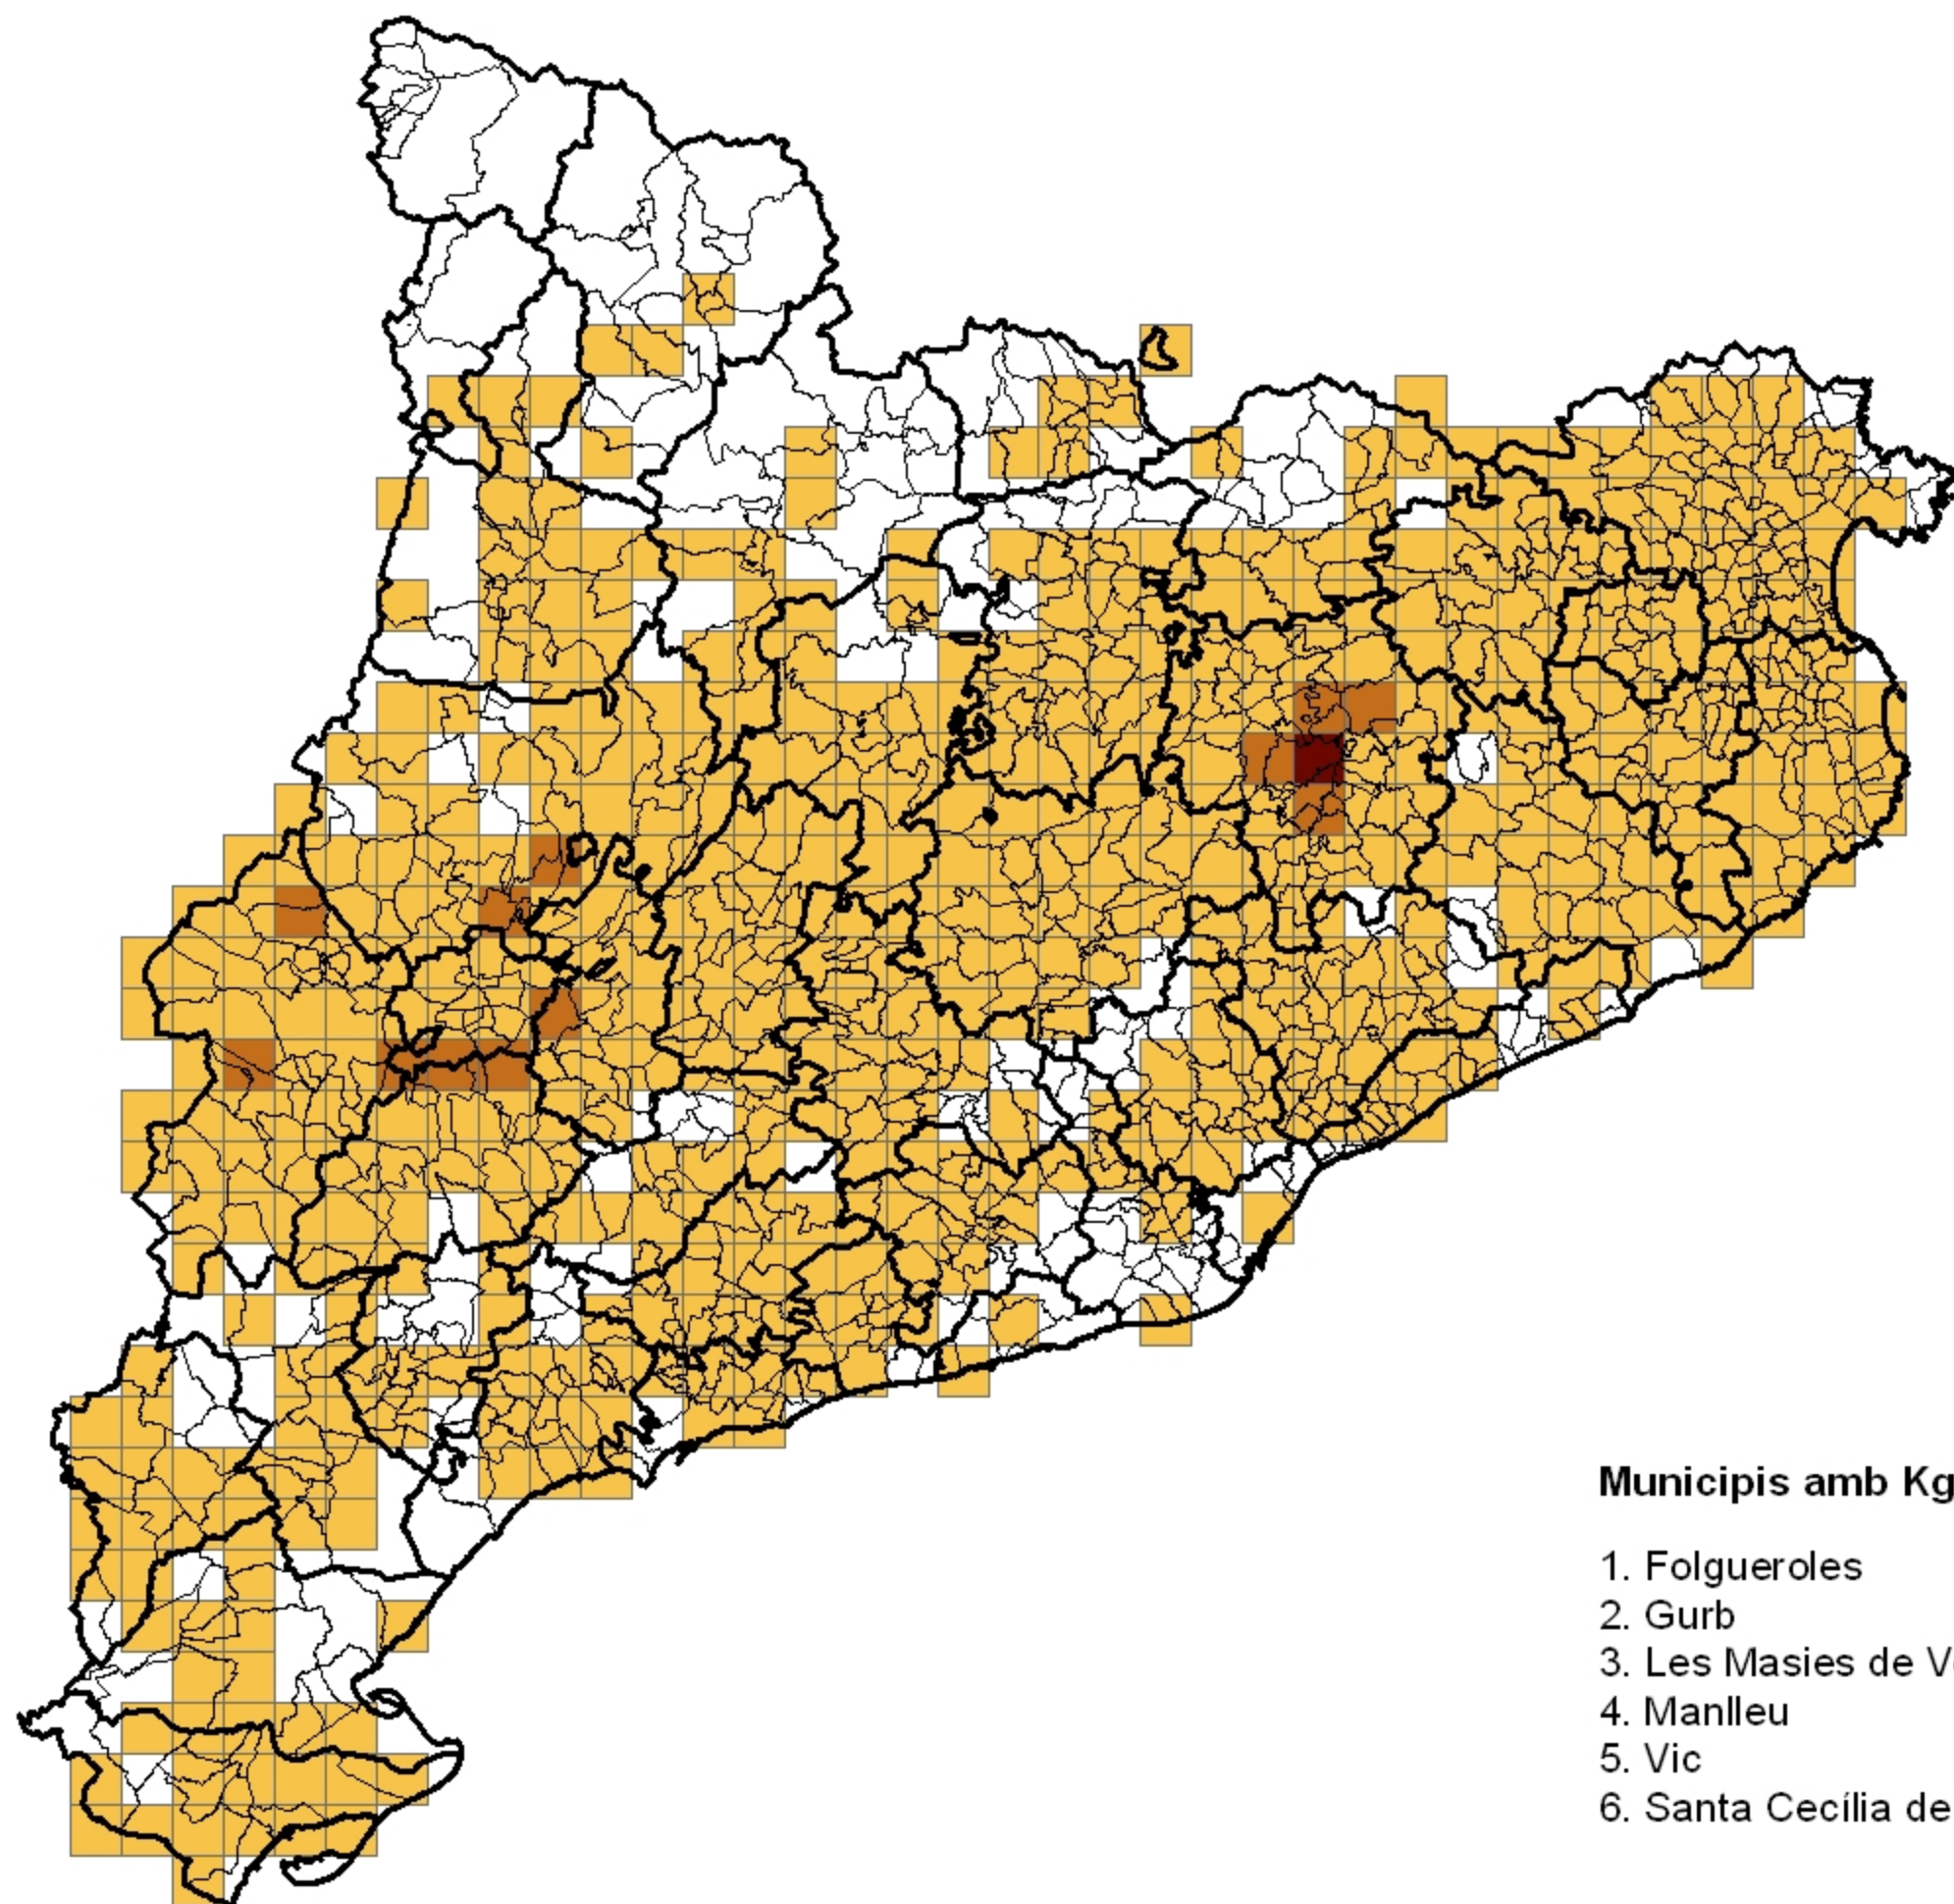 Municipis amb Kg
1. Folgueroles
2. Gurb
3. Les Masies de
4. Manlleu
5. Vic
6. Santa Cecília de